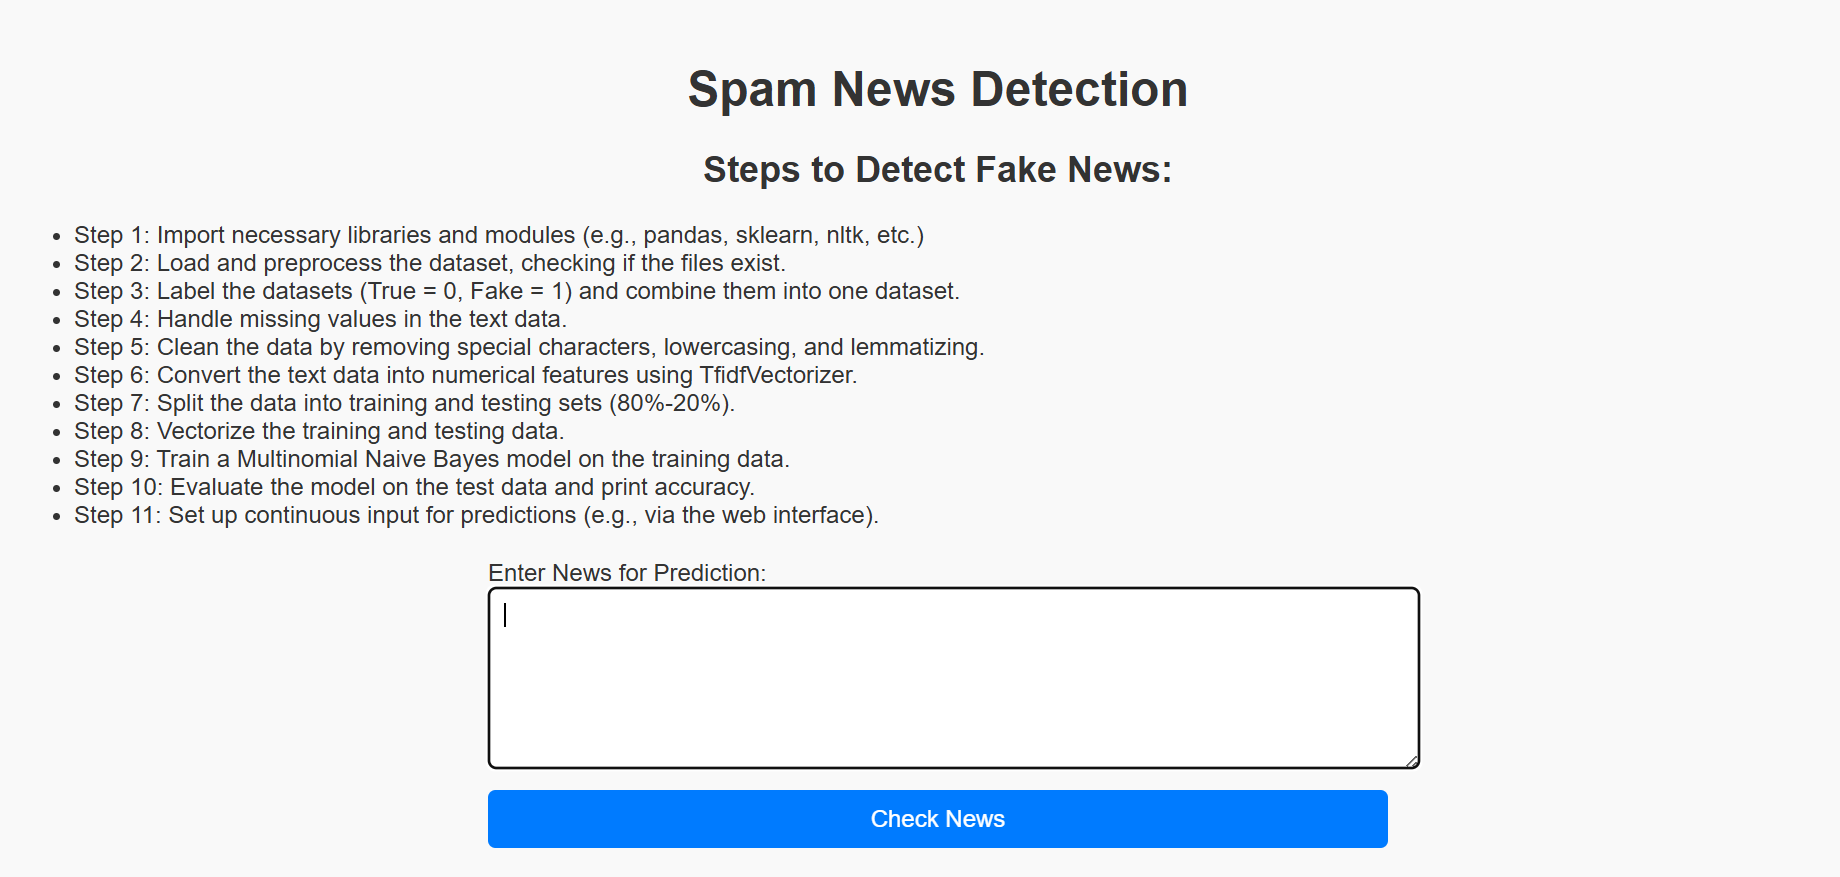 Spam News Detection
Steps to Detect Fake News:
Step 1: Import necessary libraries and modules (e.g., pandas, sklearn, nltk, etc.)
Step 2: Load and preprocess the dataset, checking if the files exist.
Step 3: Label the datasets (True = 0, Fake = 1) and combine them into one dataset.
Step 4: Handle missing values in the text data.
Step 5: Clean the data by removing special characters, lowercasing, and lemmatizing.
Step 6: Convert the text data into numerical features using TfidfVectorizer.
Step 7: Split the data into training and testing sets (80%-20%).
Step 8: Vectorize the training and testing data.
Step 9: Train a Multinomial Naive Bayes model on the training data.
Step 10: Evaluate the model on the test data and print accuracy.
Step 11: Set up continuous input for predictions (e.g., via the web interface).
Enter News for Prediction:
Check News